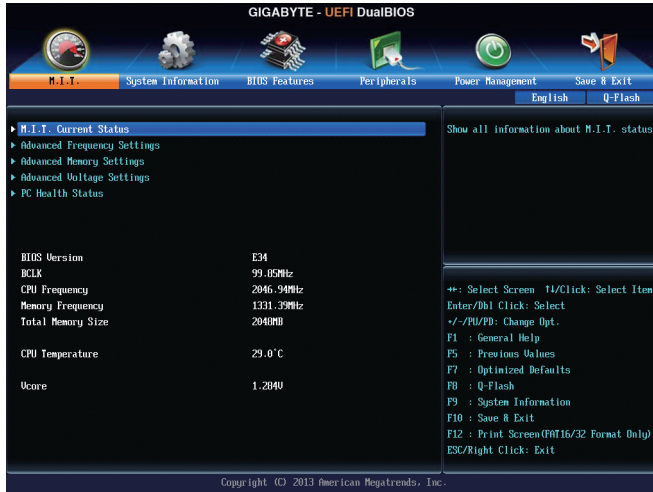 GIGABYTE - UEFI DualBIOS
M.I.T. System Information BIOS Features Peripherals Power Management Save & Exit
English Q-Flash
M.I.T. Current Status
Advanced Frequency Settings
Advanced Memory Settings
Advanced Voltage Settings
PC Health Status
BIOS Version E34
BCLK 99.85MHz
CPU Frequency 2046.94MHz
Memory Frequency 1331.39MHz
Total Memory Size 2048MB
CPU Temperature 29.0°C
Vcore 1.284V
Show all information about M.I.T. status
↔: Select Screen ↑↓/Click: Select Item
Enter/Dbl Click: Select
+/-/PU/PD: Change Opt.
F1 : General Help
F5 : Previous Values
F7 : Optimized Defaults
F8 : Q-Flash
F9 : System Information
F10 : Save & Exit
F12 : Print Screen(FAT16/32 Format Only)
ESC/Right Click: Exit
Copyright (C) 2013 American Megatrends, Inc.